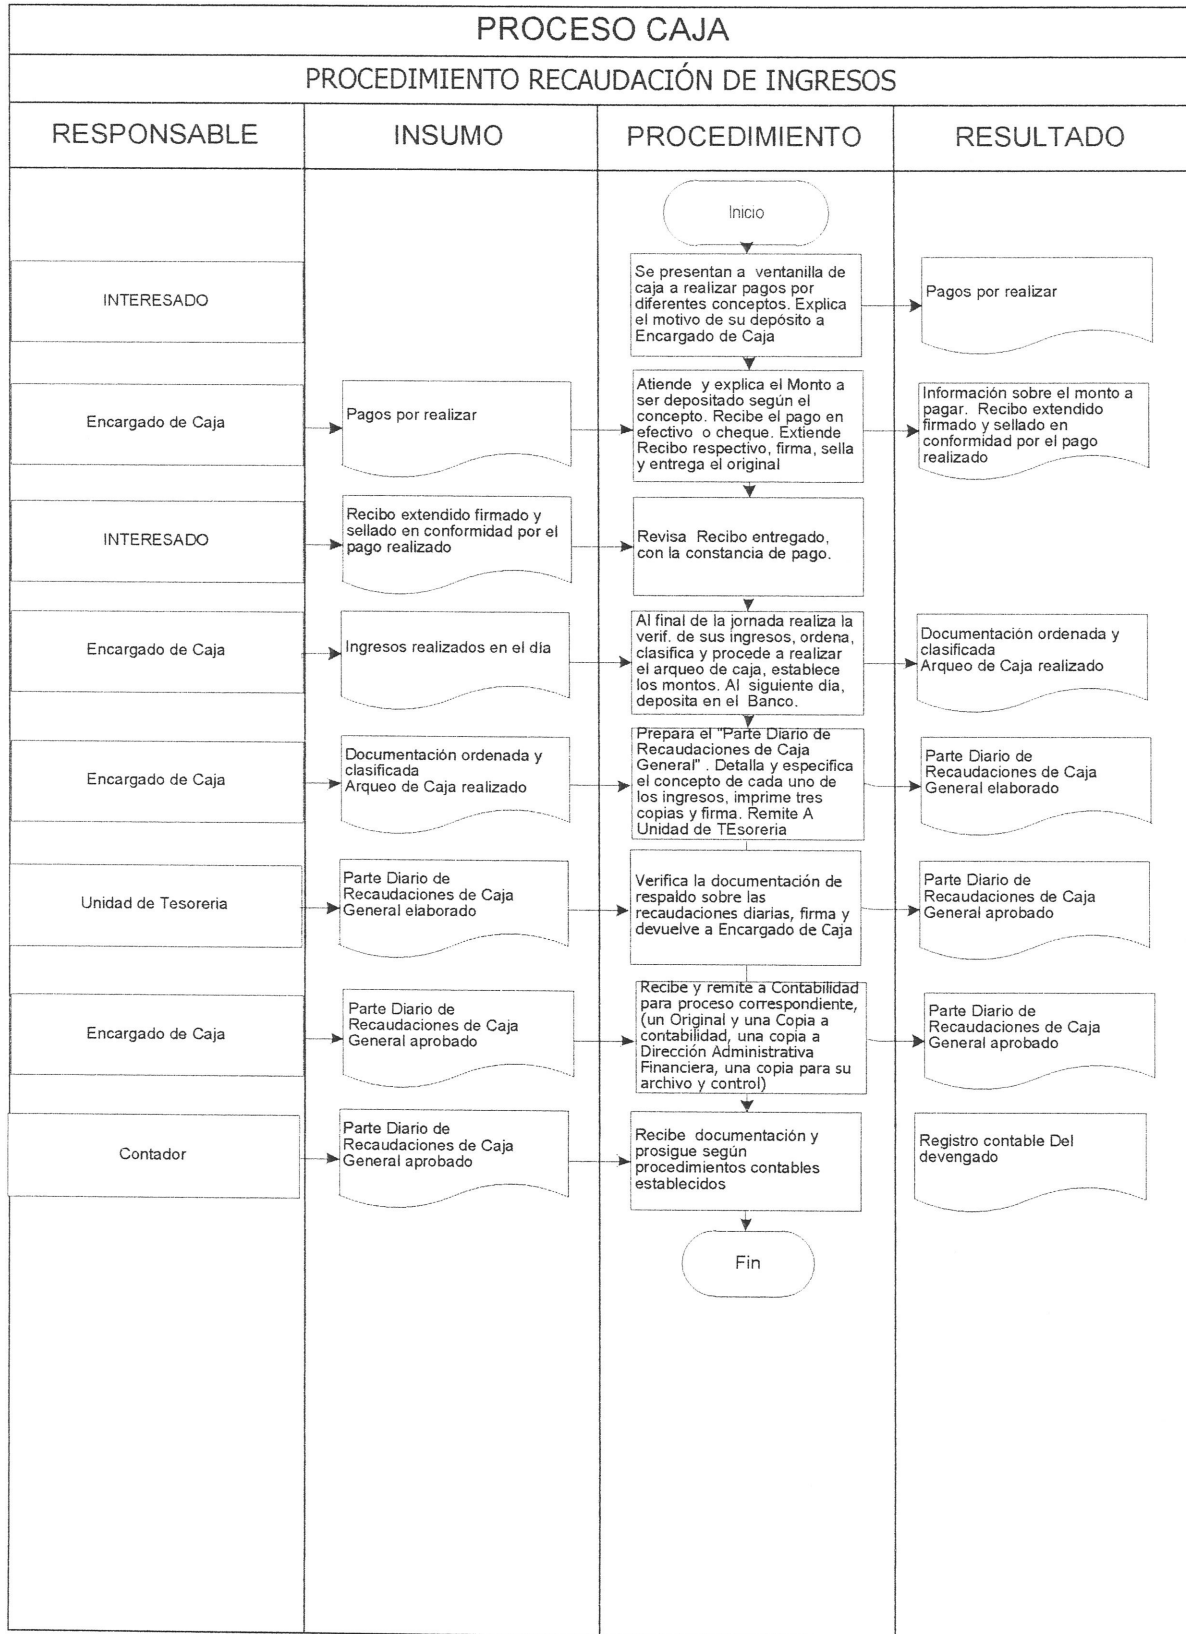 PROCESO CAJA
PROCEDIMIENTO RECAUDACIÓN DE INGRESOS
RESPONSABLE
INSUMO
PROCEDIMIENTO
RESULTADO
Inicio
INTERESADO
Se presentan a ventanilla de
caja a realizar pagos por
diferentes conceptos. Explica
el motivo de su depósito a
Encargado de Caja
Pagos por realizar
Encargado de Caja
Pagos por realizar
Atiende y explica el Monto a
ser depositado según el
concepto. Recibe el pago en
efectivo o cheque. Extiende
Recibo respectivo, firma, sella
y entrega el original
Información sobre el monto a
pagar. Recibo extendido
firmado y sellado en
conformidad por el pago
realizado
INTERESADO
Recibo extendido firmado y
sellado en conformidad por el
pago realizado
Revisa Recibo entregado,
con la constancia de pago.
Encargado de Caja
Ingresos realizados en el día
Al final de la jornada realiza la
verif. de sus ingresos, ordena,
clasifica y procede a realizar
el arqueo de caja, establece
los montos. Al siguiente día,
deposita en el Banco.
Documentación ordenada y
clasificada
Arqueo de Caja realizado
Encargado de Caja
Documentación ordenada y
clasificada
Arqueo de Caja realizado
Prepara el "Parte Diario de
Recaudaciones de Caja
General" . Detalla y especifica
el concepto de cada uno de
los ingresos, imprime tres
copias y firma. Remite A
Unidad de TEsoreria
Parte Diario de
Recaudaciones de Caja
General elaborado
Unidad de Tesoreria
Parte Diario de
Recaudaciones de Caja
General elaborado
Verifica la documentación de
respaldo sobre las
recaudaciones diarias, firma y
devuelve a Encargado de Caja
Parte Diario de
Recaudaciones de Caja
General aprobado
Encargado de Caja
Parte Diario de
Recaudaciones de Caja
General aprobado
Recibe y remite a Contabilidad
para proceso correspondiente,
(un Original y una Copia a
contabilidad, una copia a
Dirección Administrativa
Financiera, una copia para su
archivo y control)
Parte Diario de
Recaudaciones de Caja
General aprobado
Contador
Parte Diario de
Recaudaciones de Caja
General aprobado
Recibe documentación y
prosigue según
procedimientos contables
establecidos
Registro contable Del
devengado
Fin